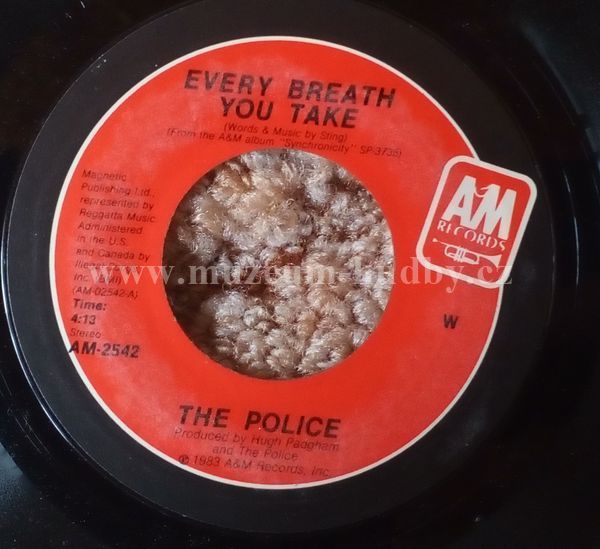 EVERY BREATH
YOU TAKE
(Words & Music by Sting)
(From the A&M album "Synchronicity" SP-3735)
Magnetic
Publishing Ltd.,
represented by
Reggatta Music
Administered
in the U.S.
and Canada by
Illegal
Inc.
(AM-02542-A)
Time:
4:13
Stereo
AM-2542
A&M
RECORDS
W
www.muzeum-hudby.cz
THE POLICE
Produced by Hugh Padgham
and The Police
℗ 1983 A&M Records, Inc.